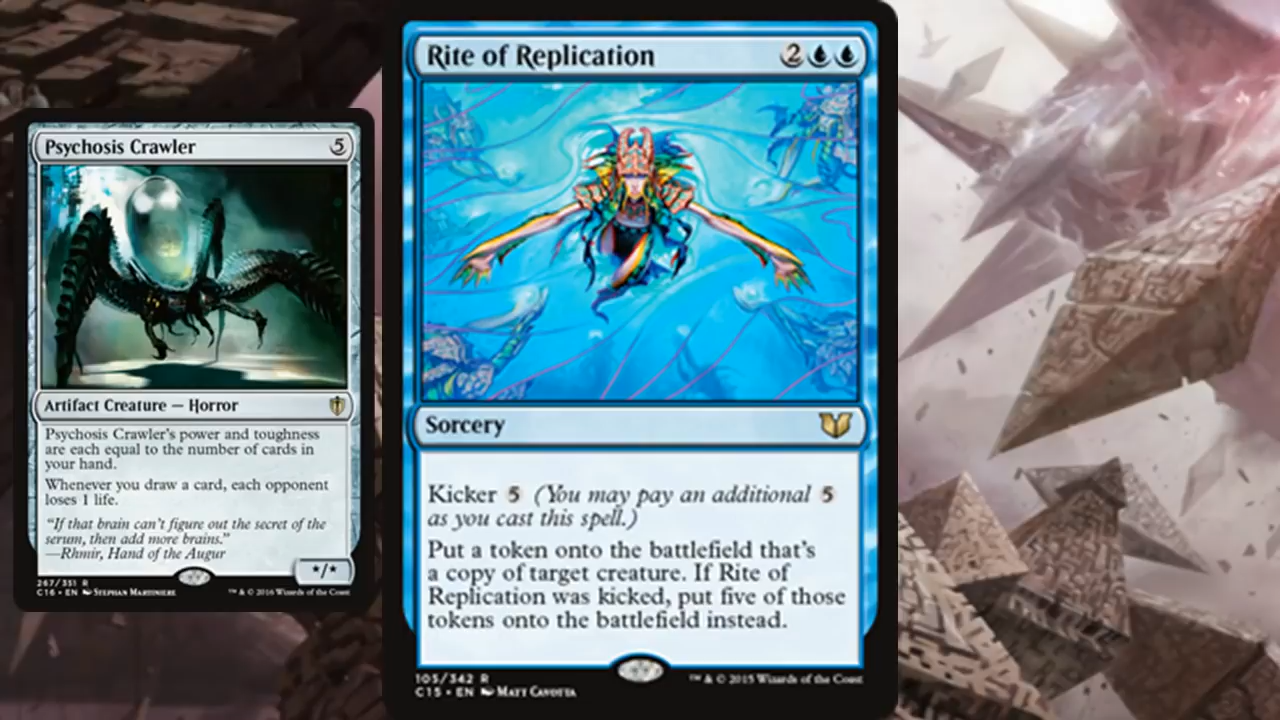 Psychosis Crawler 5
Artifact Creature — Horror
Psychosis Crawler's power and toughness
are each equal to the number of cards in
your hand.
Whenever you draw a card, each opponent
loses 1 life.
"If that brain can't figure out the secret of the
serum, then add more brains."
—Rhmir, Hand of the Augur
*/*
267/351 R
C16 • EN Stephan Martiniere
™ & © 2016 Wizards of the Coast
Rite of Replication 2
Sorcery
Kicker 5 (You may pay an additional 5
as you cast this spell.)
Put a token onto the battlefield that's
a copy of target creature. If Rite of
Replication was kicked, put five of those
tokens onto the battlefield instead.
105/342 R
C15 • EN Matt Cavotta
™ & © 2015 Wizards of the Coast